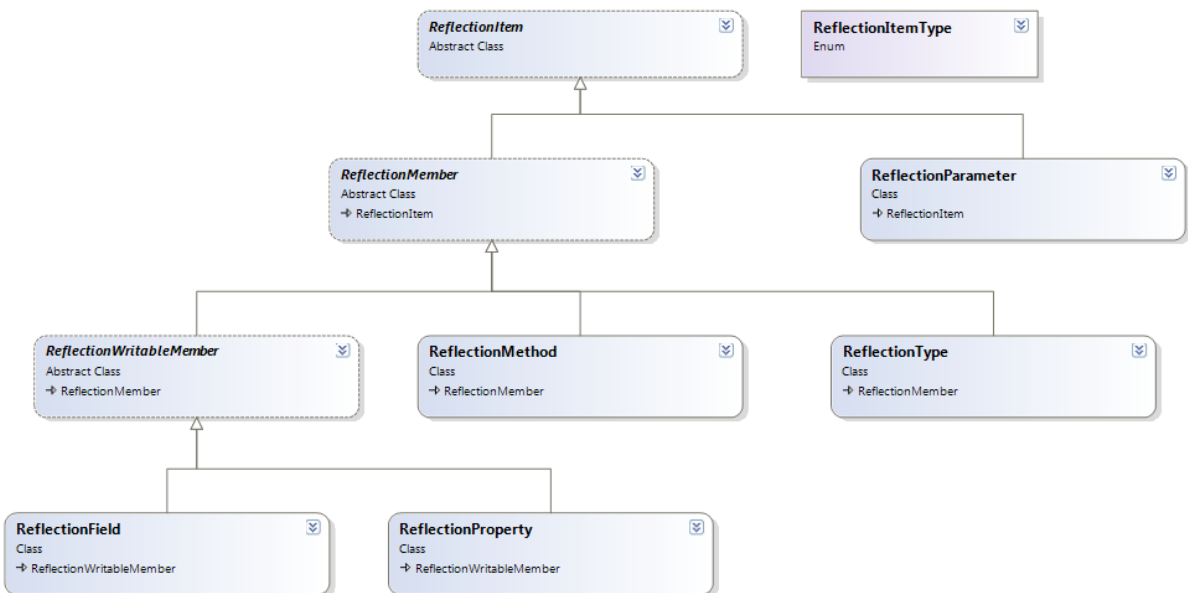 ReflectionItem
Abstract Class
ReflectionItemType
Enum
ReflectionMember
Abstract Class
ReflectionItem
ReflectionParameter
Class
ReflectionItem
ReflectionWritableMember
Abstract Class
ReflectionMember
ReflectionMethod
Class
ReflectionMember
ReflectionType
Class
ReflectionMember
ReflectionField
Class
ReflectionWritableMember
ReflectionProperty
Class
ReflectionWritableMember